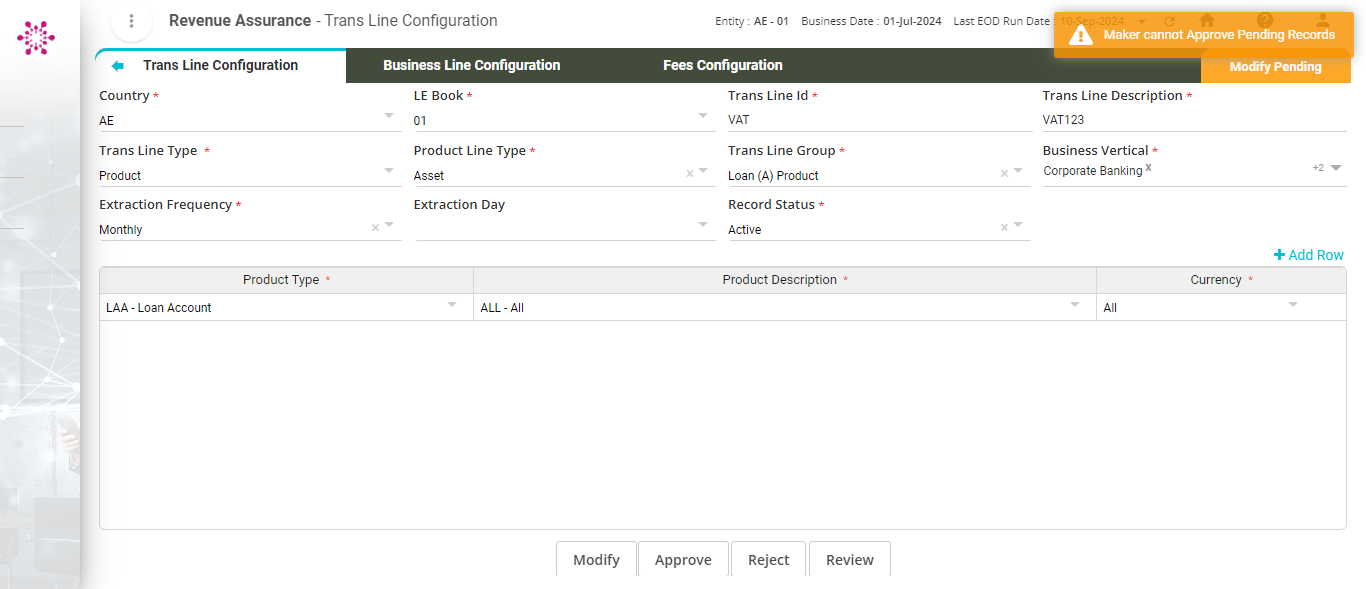 Revenue Assurance - Trans Line Configuration
Entity : AE - 01 Business Date : 01-Jul-2024 Last EOD Run Date : 10-Sep-2024
Maker cannot Approve Pending Records
Trans Line Configuration Business Line Configuration Fees Configuration Modify Pending
Country * LE Book * Trans Line Id * Trans Line Description *
AE 01 VAT VAT123
Trans Line Type * Product Line Type * Trans Line Group * Business Vertical *
Product Asset × Loan (A) Product × Corporate Banking x +2
Extraction Frequency * Extraction Day Record Status *
Monthly × Active ×
+ Add Row
Product Type * Product Description * Currency *
LAA - Loan Account ALL - All All
Modify Approve Reject Review